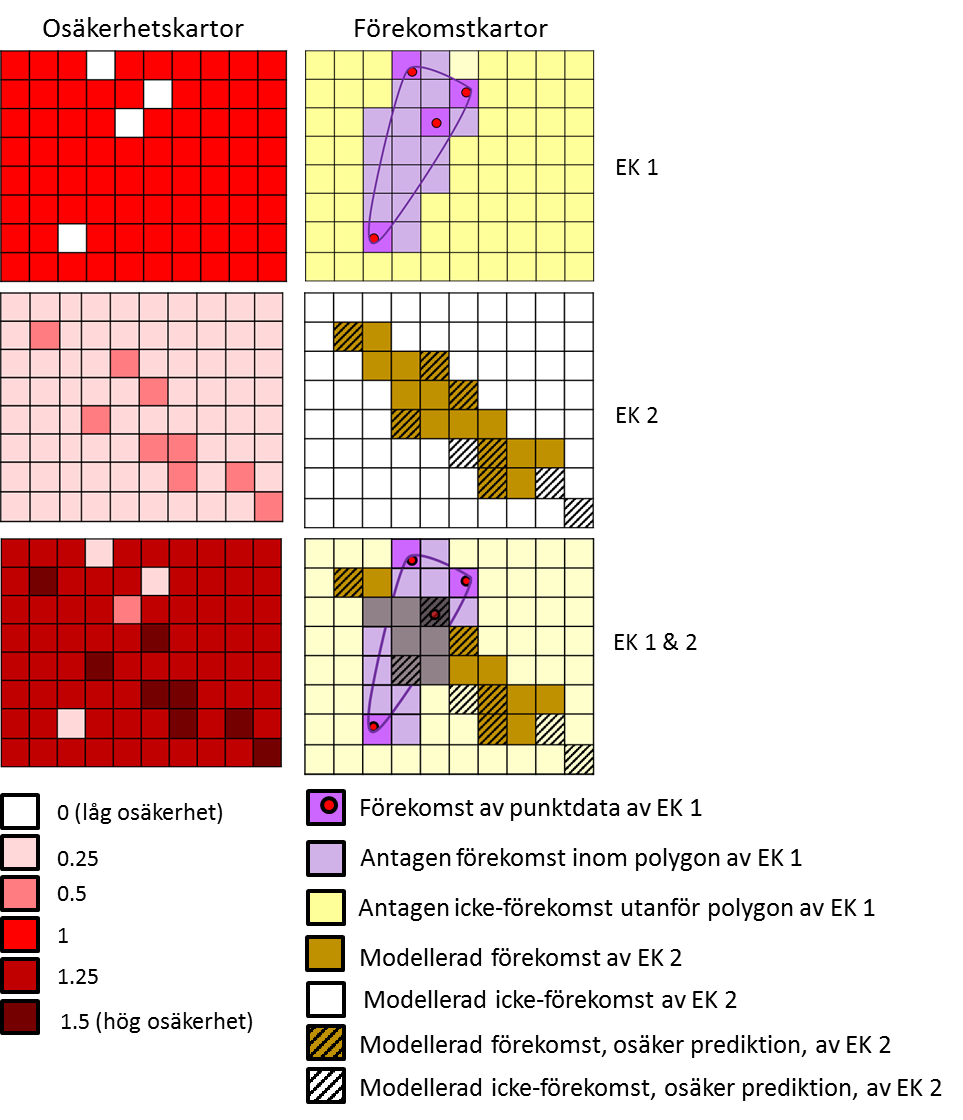 Osäkerhetskartor
Förekomstkartor
EK 1
EK 2
EK 1 & 2
0 (låg osäkerhet)
0.25
0.5
1
1.25
1.5 (hög osäkerhet)
Förekomst av punktdata av EK 1
Antagen förekomst inom polygon av EK 1
Antagen icke-förekomst utanför polygon av EK 1
Modellerad förekomst av EK 2
Modellerad icke-förekomst av EK 2
Modellerad förekomst, osäker prediktion, av EK 2
Modellerad icke-förekomst, osäker prediktion, av EK 2